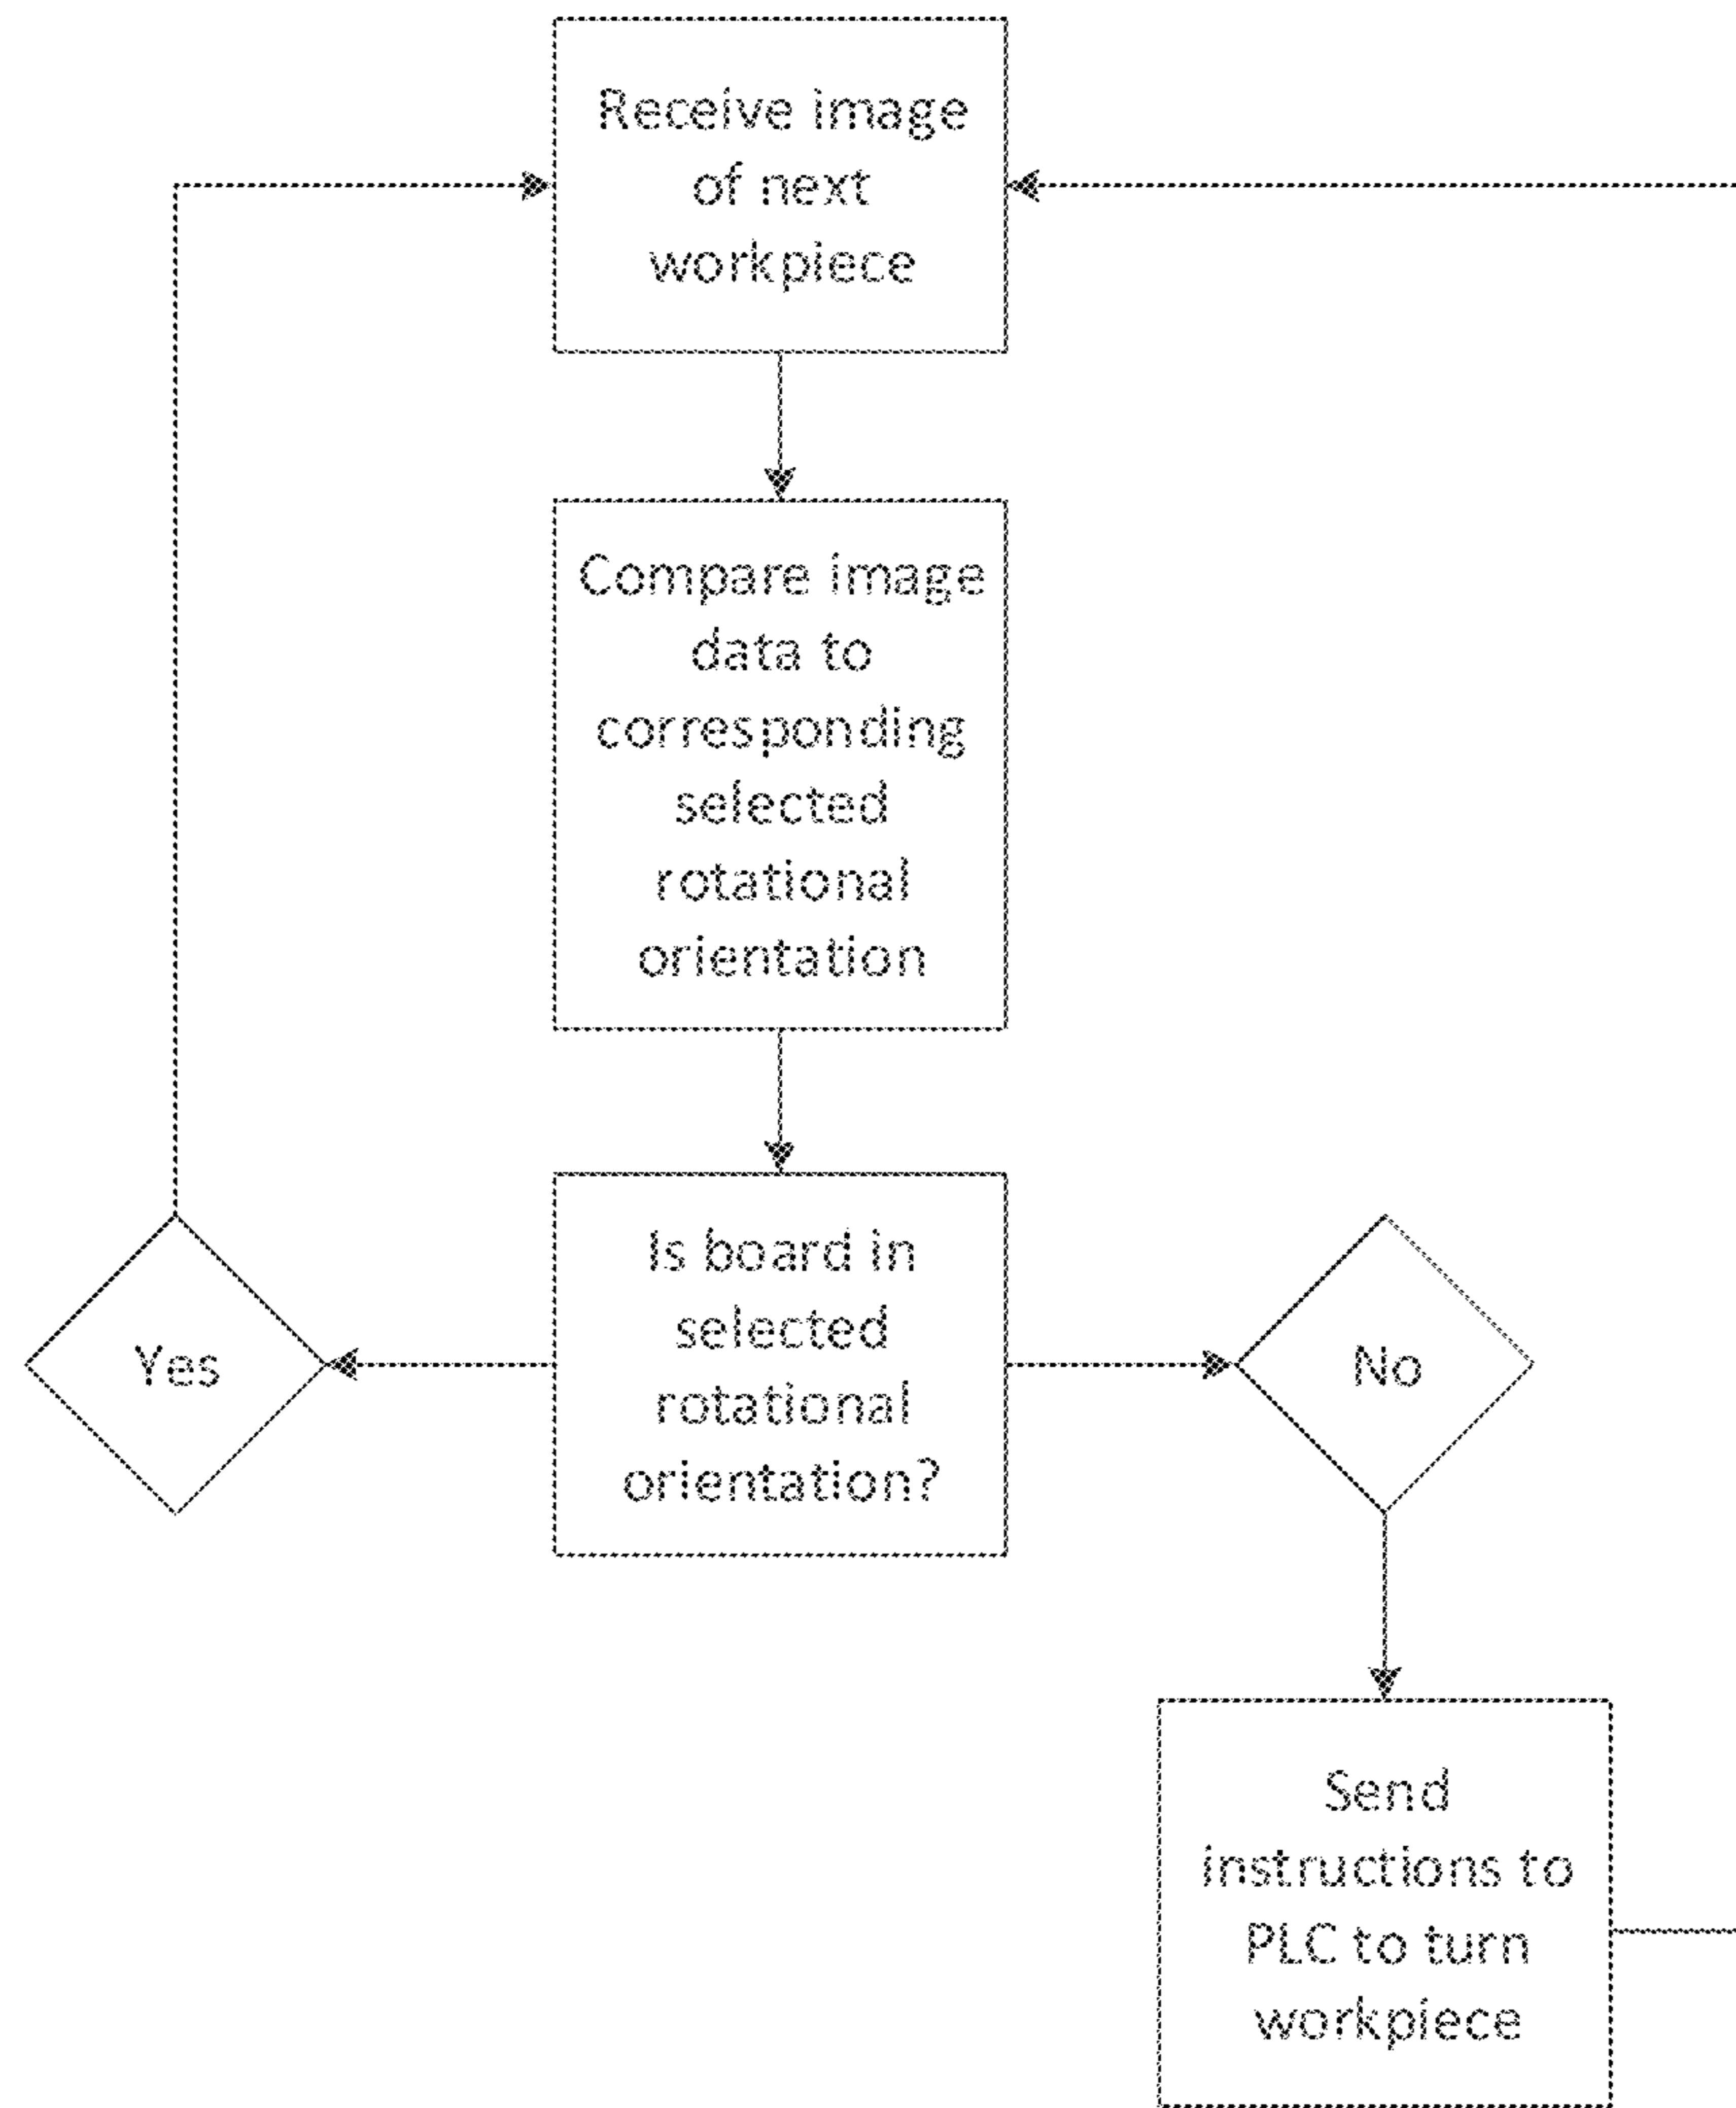 Receive image
of next
workpiece
Compare image
data to
corresponding
selected
rotational
orientation
Is board in
selected
rotational
orientation?
Yes
No
Send
instructions to
PLC to turn
workpiece